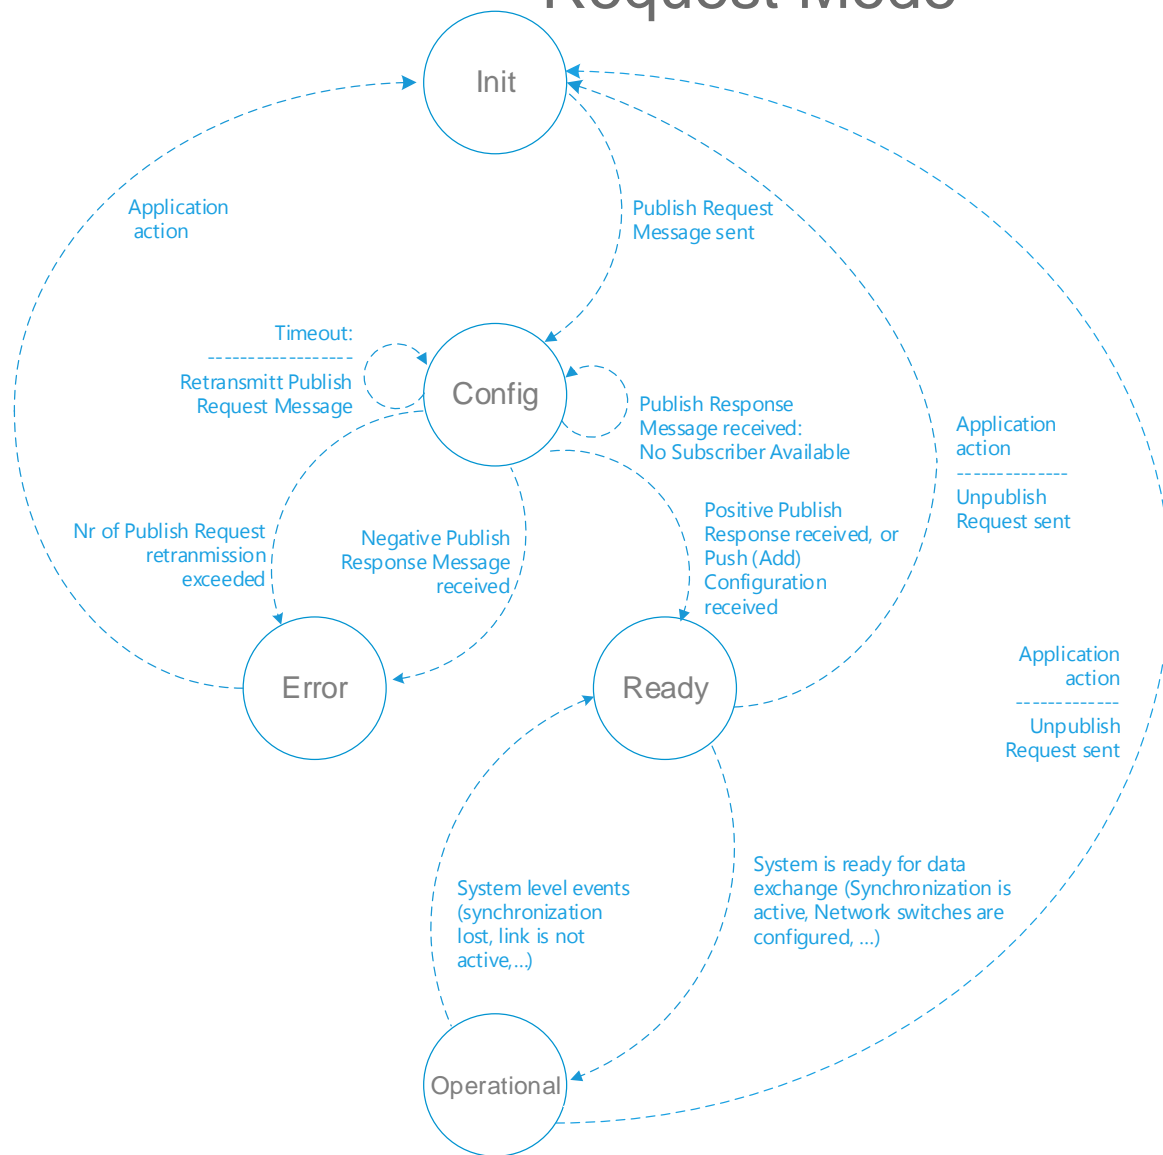 Request Mode
Init
Application
action
Publish Request
Message sent
Timeout:
------------------
Retransmitt Publish
Request Message
Config
Publish Response
Message received:
No Subscriber Available
Application
action
--------------
Unpublish
Request sent
Nr of Publish Request
retranmission
exceeded
Negative Publish
Response Message
received
Positive Publish
Response received, or
Push (Add)
Configuration
received
Error
Ready
Application
action
-------------
Unpublish
Request sent
System level events
(synchronization
lost, link is not
active,...)
System is ready for data
exchange (Synchronization is
active, Network switches are
configured, ...)
Operational